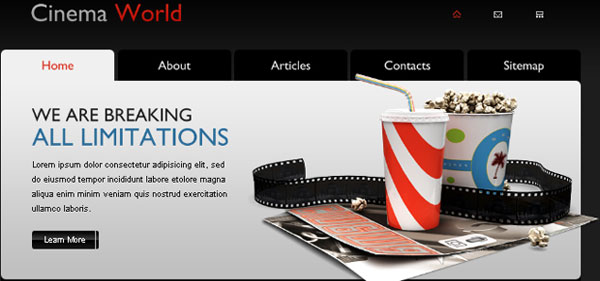 Cinema World
Home About Articles Contacts Sitemap
WE ARE BREAKING
ALL LIMITATIONS
Lorem ipsum dolor consectetur adipisicing elit, sed
do eiusmod tempor incididunt labore etolore magna
aliqua enim minim veniam quis nostrud exercitation
ullamco laboris.
Learn More